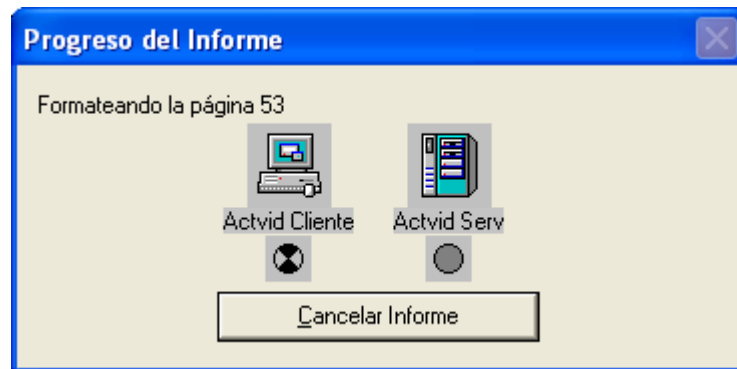 Progreso del Informe
Formateando la página 53
Actvid Cliente Actvid Serv
Cancelar Informe